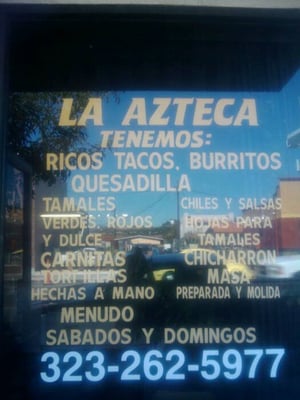 LA AZTECA
TENEMOS:
RICOS TACOS, BURRITOS
QUESADILLA
TAMALES
VERDES, ROJOS
Y DULCE
CARNITAS
TORTILLAS
HECHAS A MANO
CHILES Y SALSAS
HOJAS PARA
TAMALES
CHICHARRON
MASA
PREPARADA Y MOLIDA
MENUDO
SABADOS Y DOMINGOS
323-262-5977